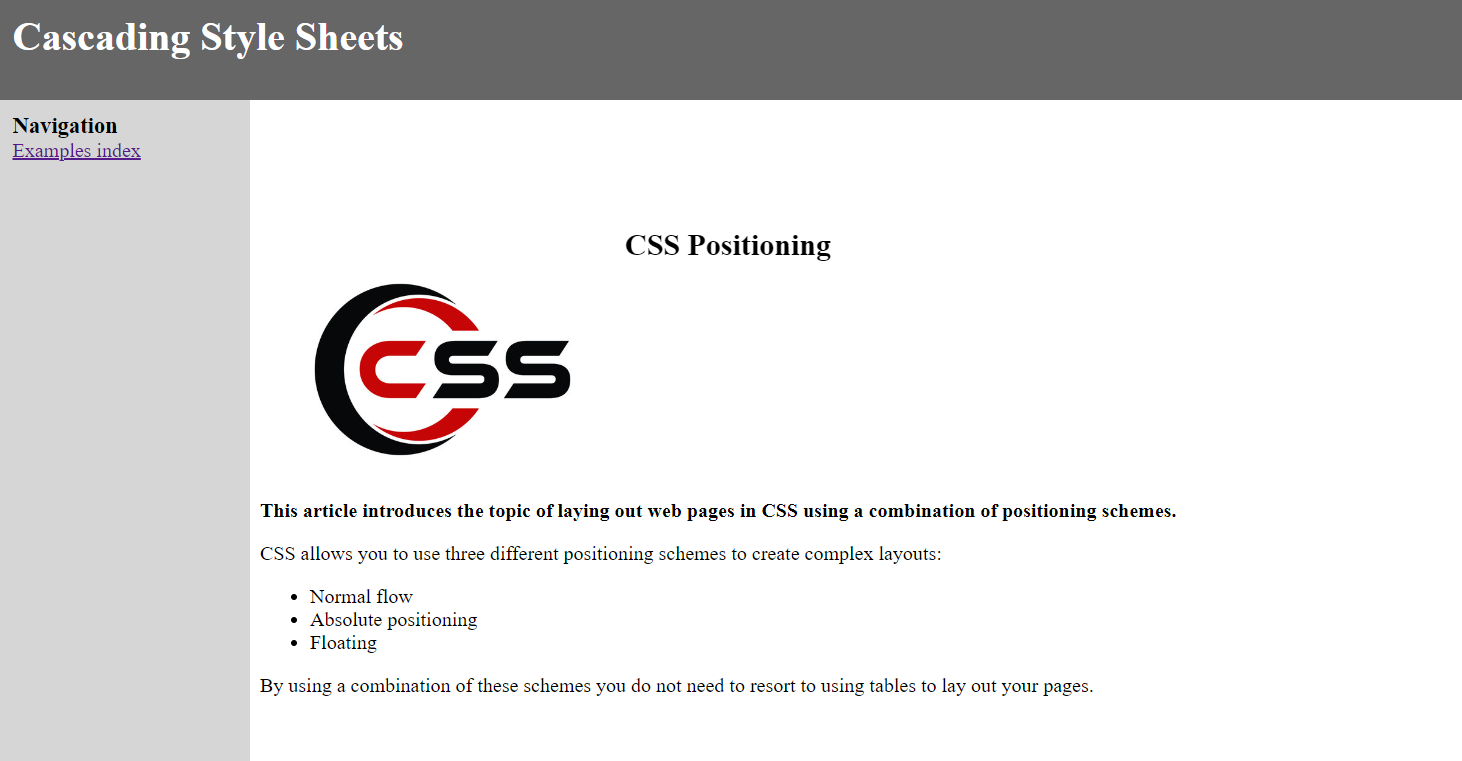 Cascading Style Sheets
Navigation
Examples index
CSS Positioning
CSS
This article introduces the topic of laying out web pages in CSS using a combination of positioning schemes.
CSS allows you to use three different positioning schemes to create complex layouts:
• Normal flow
• Absolute positioning
• Floating
By using a combination of these schemes you do not need to resort to using tables to lay out your pages.